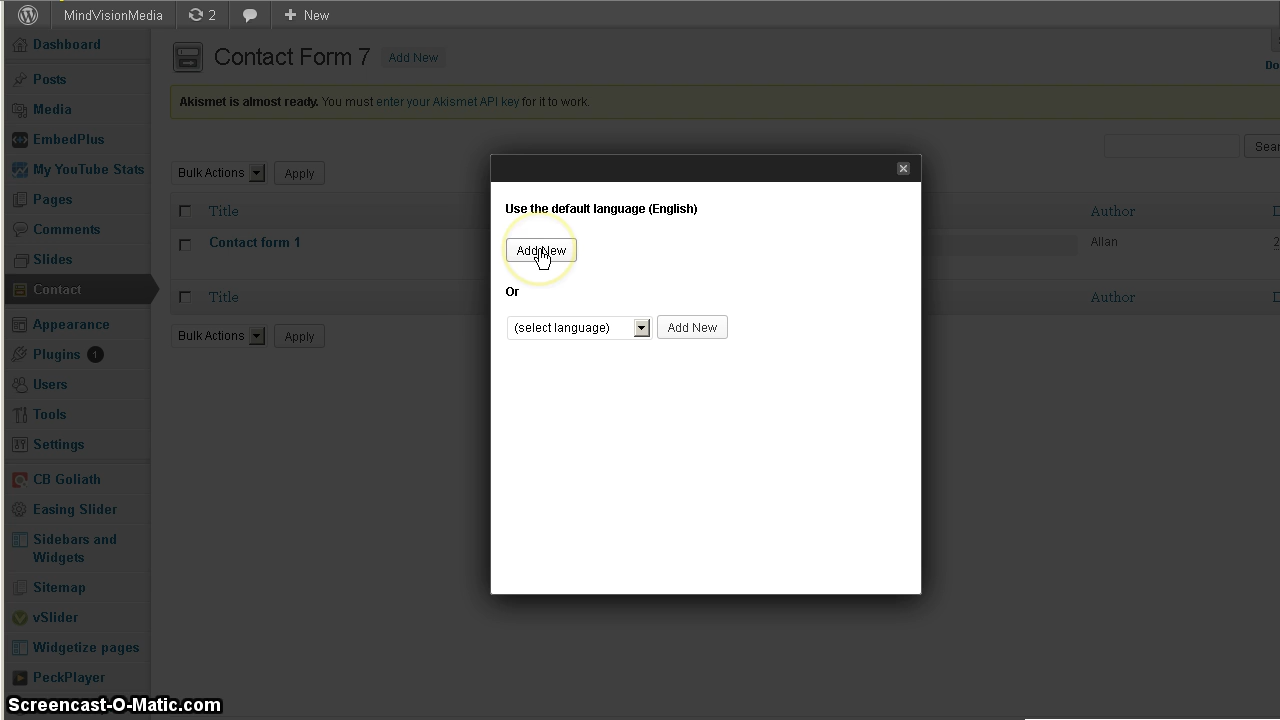 MindVisionMedia
2
New
Dashboard
Posts
Media
EmbedPlus
My YouTube Stats
Pages
Comments
Slides
Contact
Appearance
Plugins 1
Users
Tools
Settings
CB Goliath
Easing Slider
Sidebars and
Widgets
Sitemap
vSlider
Widgetize pages
PeckPlayer
Contact Form 7 Add New
Akismet is almost ready. You must enter your Akismet API key for it to work.
Bulk Actions Apply
Title Author
Contact form 1 Allan
Title Author
Bulk Actions Apply
Use the default language (English)
Add New
Or
(select language) Add New
Screencast-O-Matic.com